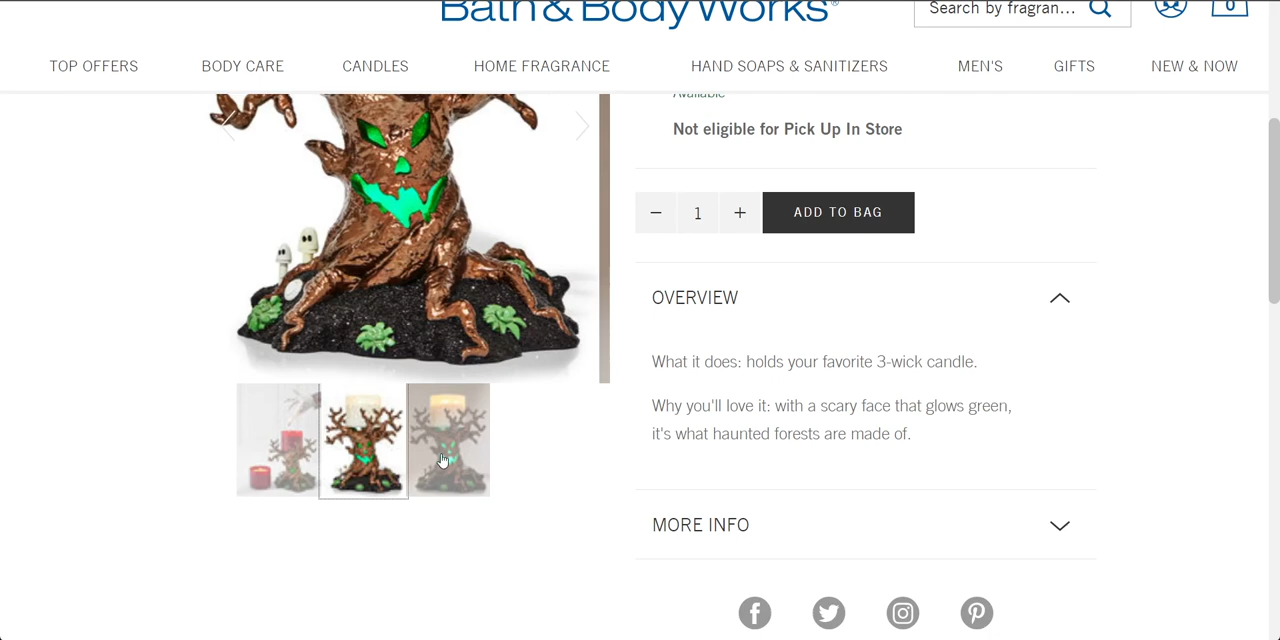 Bath & Body Works®
Search by fragran...
0
TOP OFFERS
BODY CARE
CANDLES
HOME FRAGRANCE
HAND SOAPS & SANITIZERS
MEN'S
GIFTS
NEW & NOW
Available
Not eligible for Pick Up In Store
− 1 +
ADD TO BAG
OVERVIEW
What it does: holds your favorite 3-wick candle.
Why you'll love it: with a scary face that glows green,
it's what haunted forests are made of.
MORE INFO